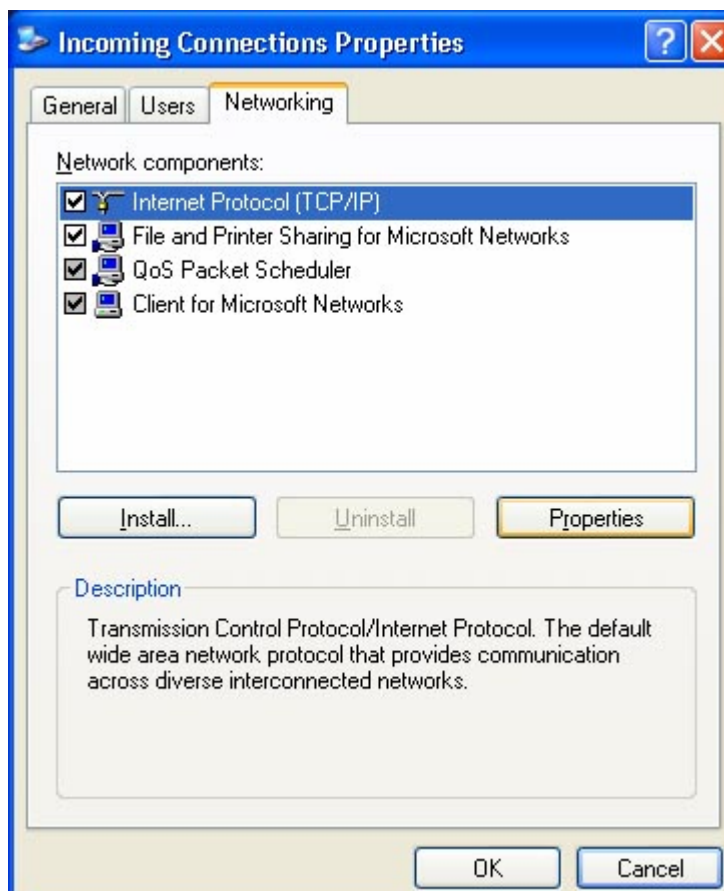 Incoming Connections Properties
General Users Networking
Network components:
Internet Protocol (TCP/IP)
File and Printer Sharing for Microsoft Networks
QoS Packet Scheduler
Client for Microsoft Networks
Install... Uninstall Properties
Description
Transmission Control Protocol/Internet Protocol. The default
wide area network protocol that provides communication
across diverse interconnected networks.
OK Cancel